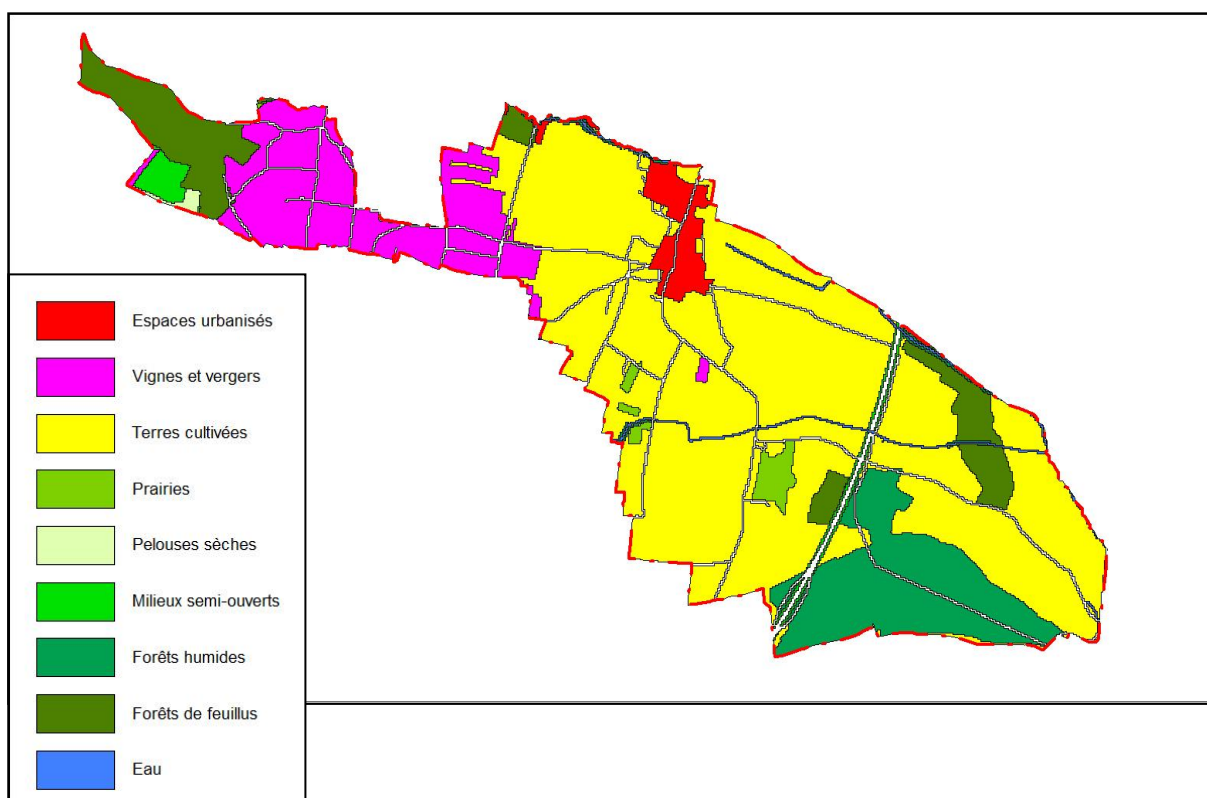 Espaces urbanisés
Vignes et vergers
Terres cultivées
Prairies
Pelouses sèches
Milieux semi-ouverts
Forêts humides
Forêts de feuillus
Eau